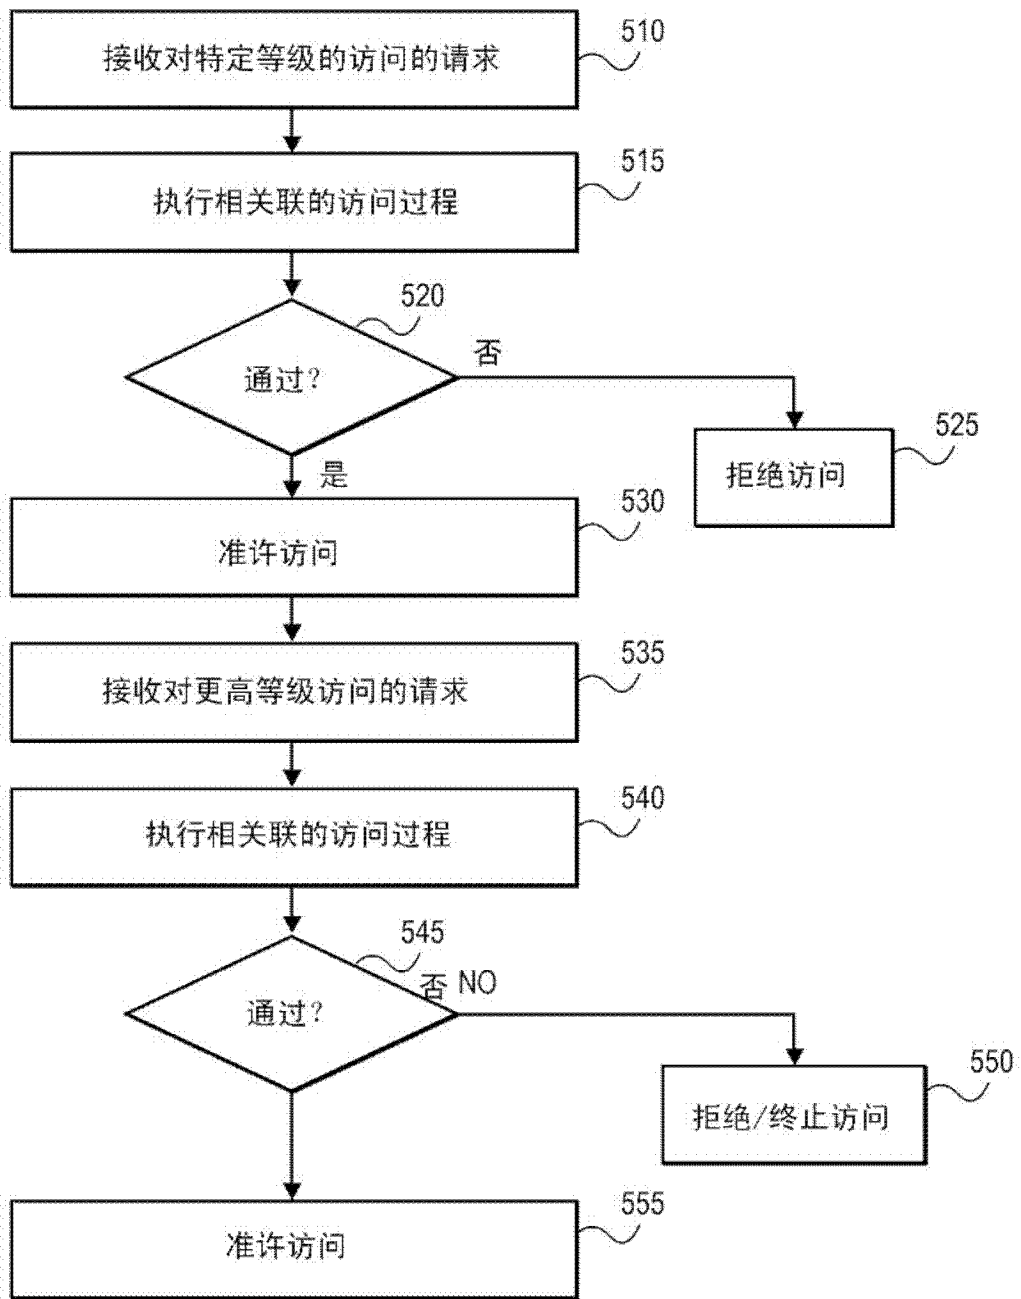 510
接收对特定等级的访问的请求
515
执行相关联的访问过程
520
通过?
否
525
拒绝访问
是
530
准许访问
535
接收对更高等级访问的请求
540
执行相关联的访问过程
545
否 NO
通过?
550
拒绝/终止访问
555
准许访问